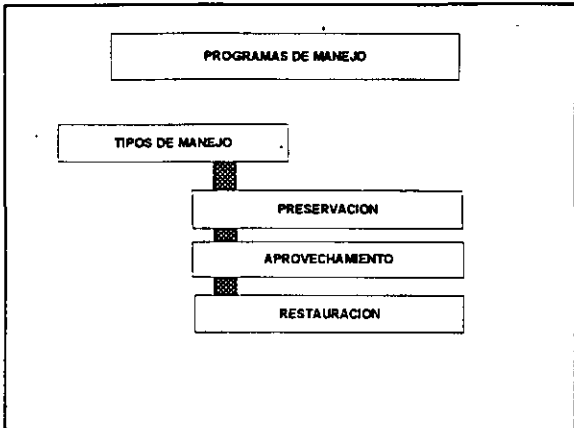 PROGRAMAS DE MANEJO
TIPOS DE MANEJO
PRESERVACION
APROVECHAMIENTO
RESTAURACION